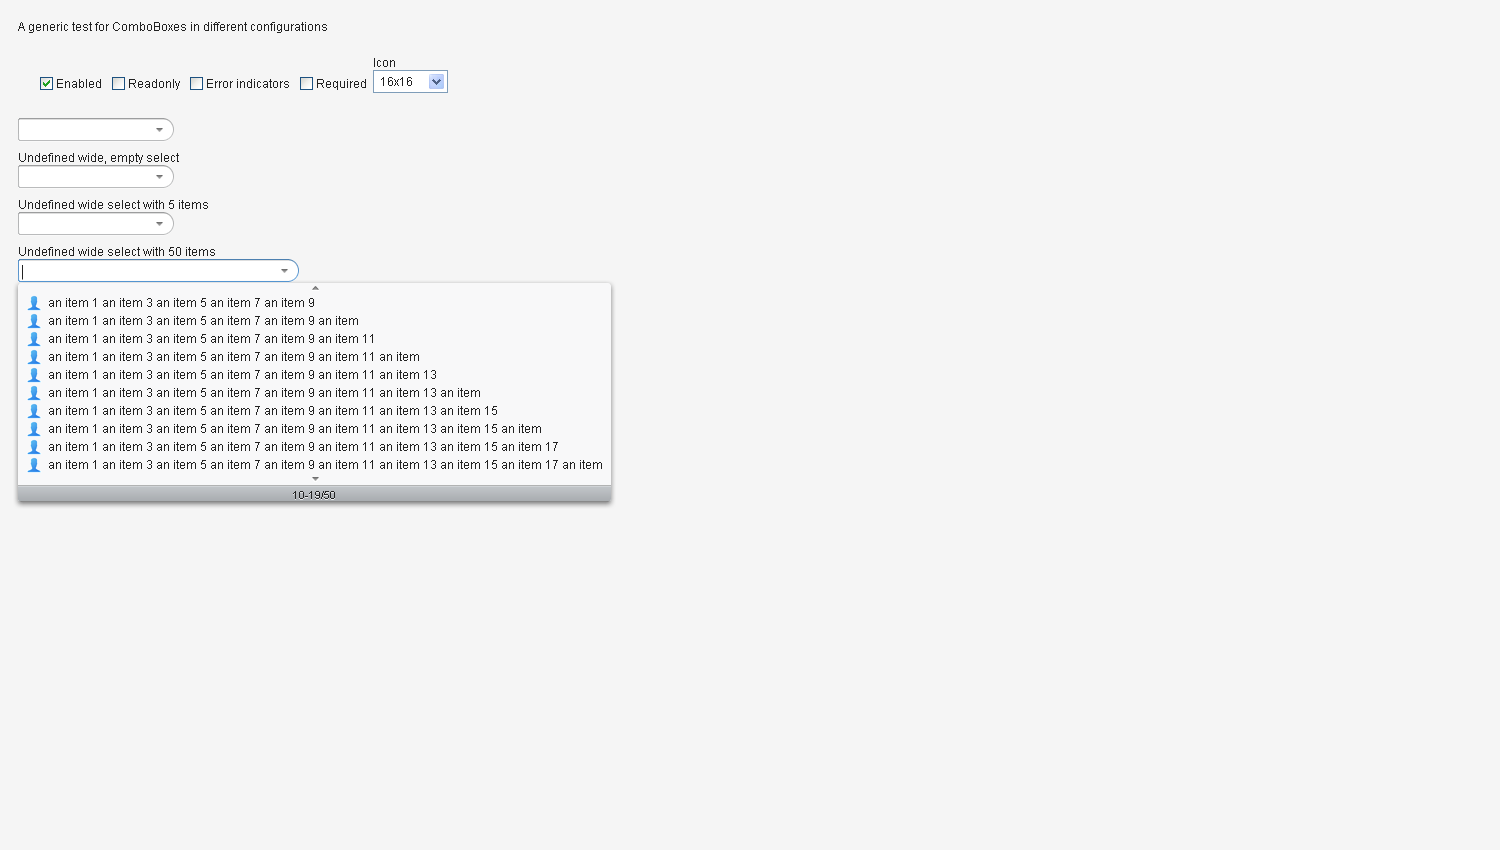 A generic test for ComboBoxes in different configurations
Icon
Enabled Readonly Error indicators Required 16x16
Undefined wide, empty select
Undefined wide select with 5 items
Undefined wide select with 50 items
an item 1 an item 3 an item 5 an item 7 an item 9
an item 1 an item 3 an item 5 an item 7 an item 9 an item
an item 1 an item 3 an item 5 an item 7 an item 9 an item 11
an item 1 an item 3 an item 5 an item 7 an item 9 an item 11 an item
an item 1 an item 3 an item 5 an item 7 an item 9 an item 11 an item 13
an item 1 an item 3 an item 5 an item 7 an item 9 an item 11 an item 13 an item
an item 1 an item 3 an item 5 an item 7 an item 9 an item 11 an item 13 an item 15
an item 1 an item 3 an item 5 an item 7 an item 9 an item 11 an item 13 an item 15 an item
an item 1 an item 3 an item 5 an item 7 an item 9 an item 11 an item 13 an item 15 an item 17
an item 1 an item 3 an item 5 an item 7 an item 9 an item 11 an item 13 an item 15 an item 17 an item
10-19/50